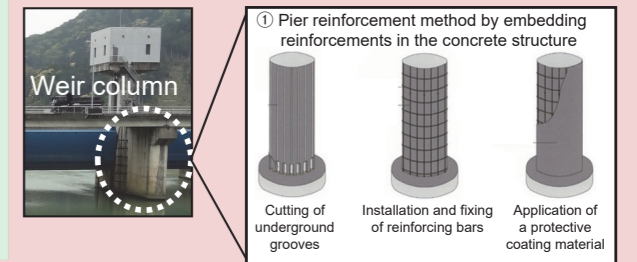 Weir column
① Pier reinforcement method by embedding
reinforcements in the concrete structure
Cutting of
underground
grooves
Installation and fixing
of reinforcing bars
Application of
a protective
coating material